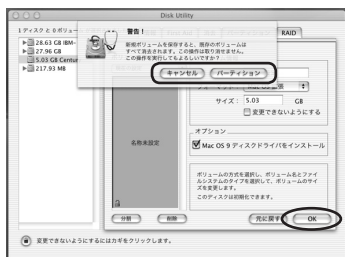 Disk Utility
1 ディスク と 0 ボリュー
28.63 GB IBM-
27.96 GB
5.03 GB Centur
217.93 MB
警告！
新規ボリュームを保存すると、既存のボリュームは
すべて消去されます。この操作は取り消せません。
この操作を実行してもよろしいですか？
キャンセル
パーティション
RAID
Mac OS 拡張
サイズ： 5.03 GB
変更できないようにする
名称未設定
オプション
Mac OS 9 ディスクドライバをインストール
ボリュームの方式を選択し、ボリューム名とファイ
ルシステムのタイプを選択して、ボリュームのサイ
ズを変更します。
このディスクは初期化できます。
分割
削除
元に戻す
OK
変更できないようにするにはカギをクリックします。